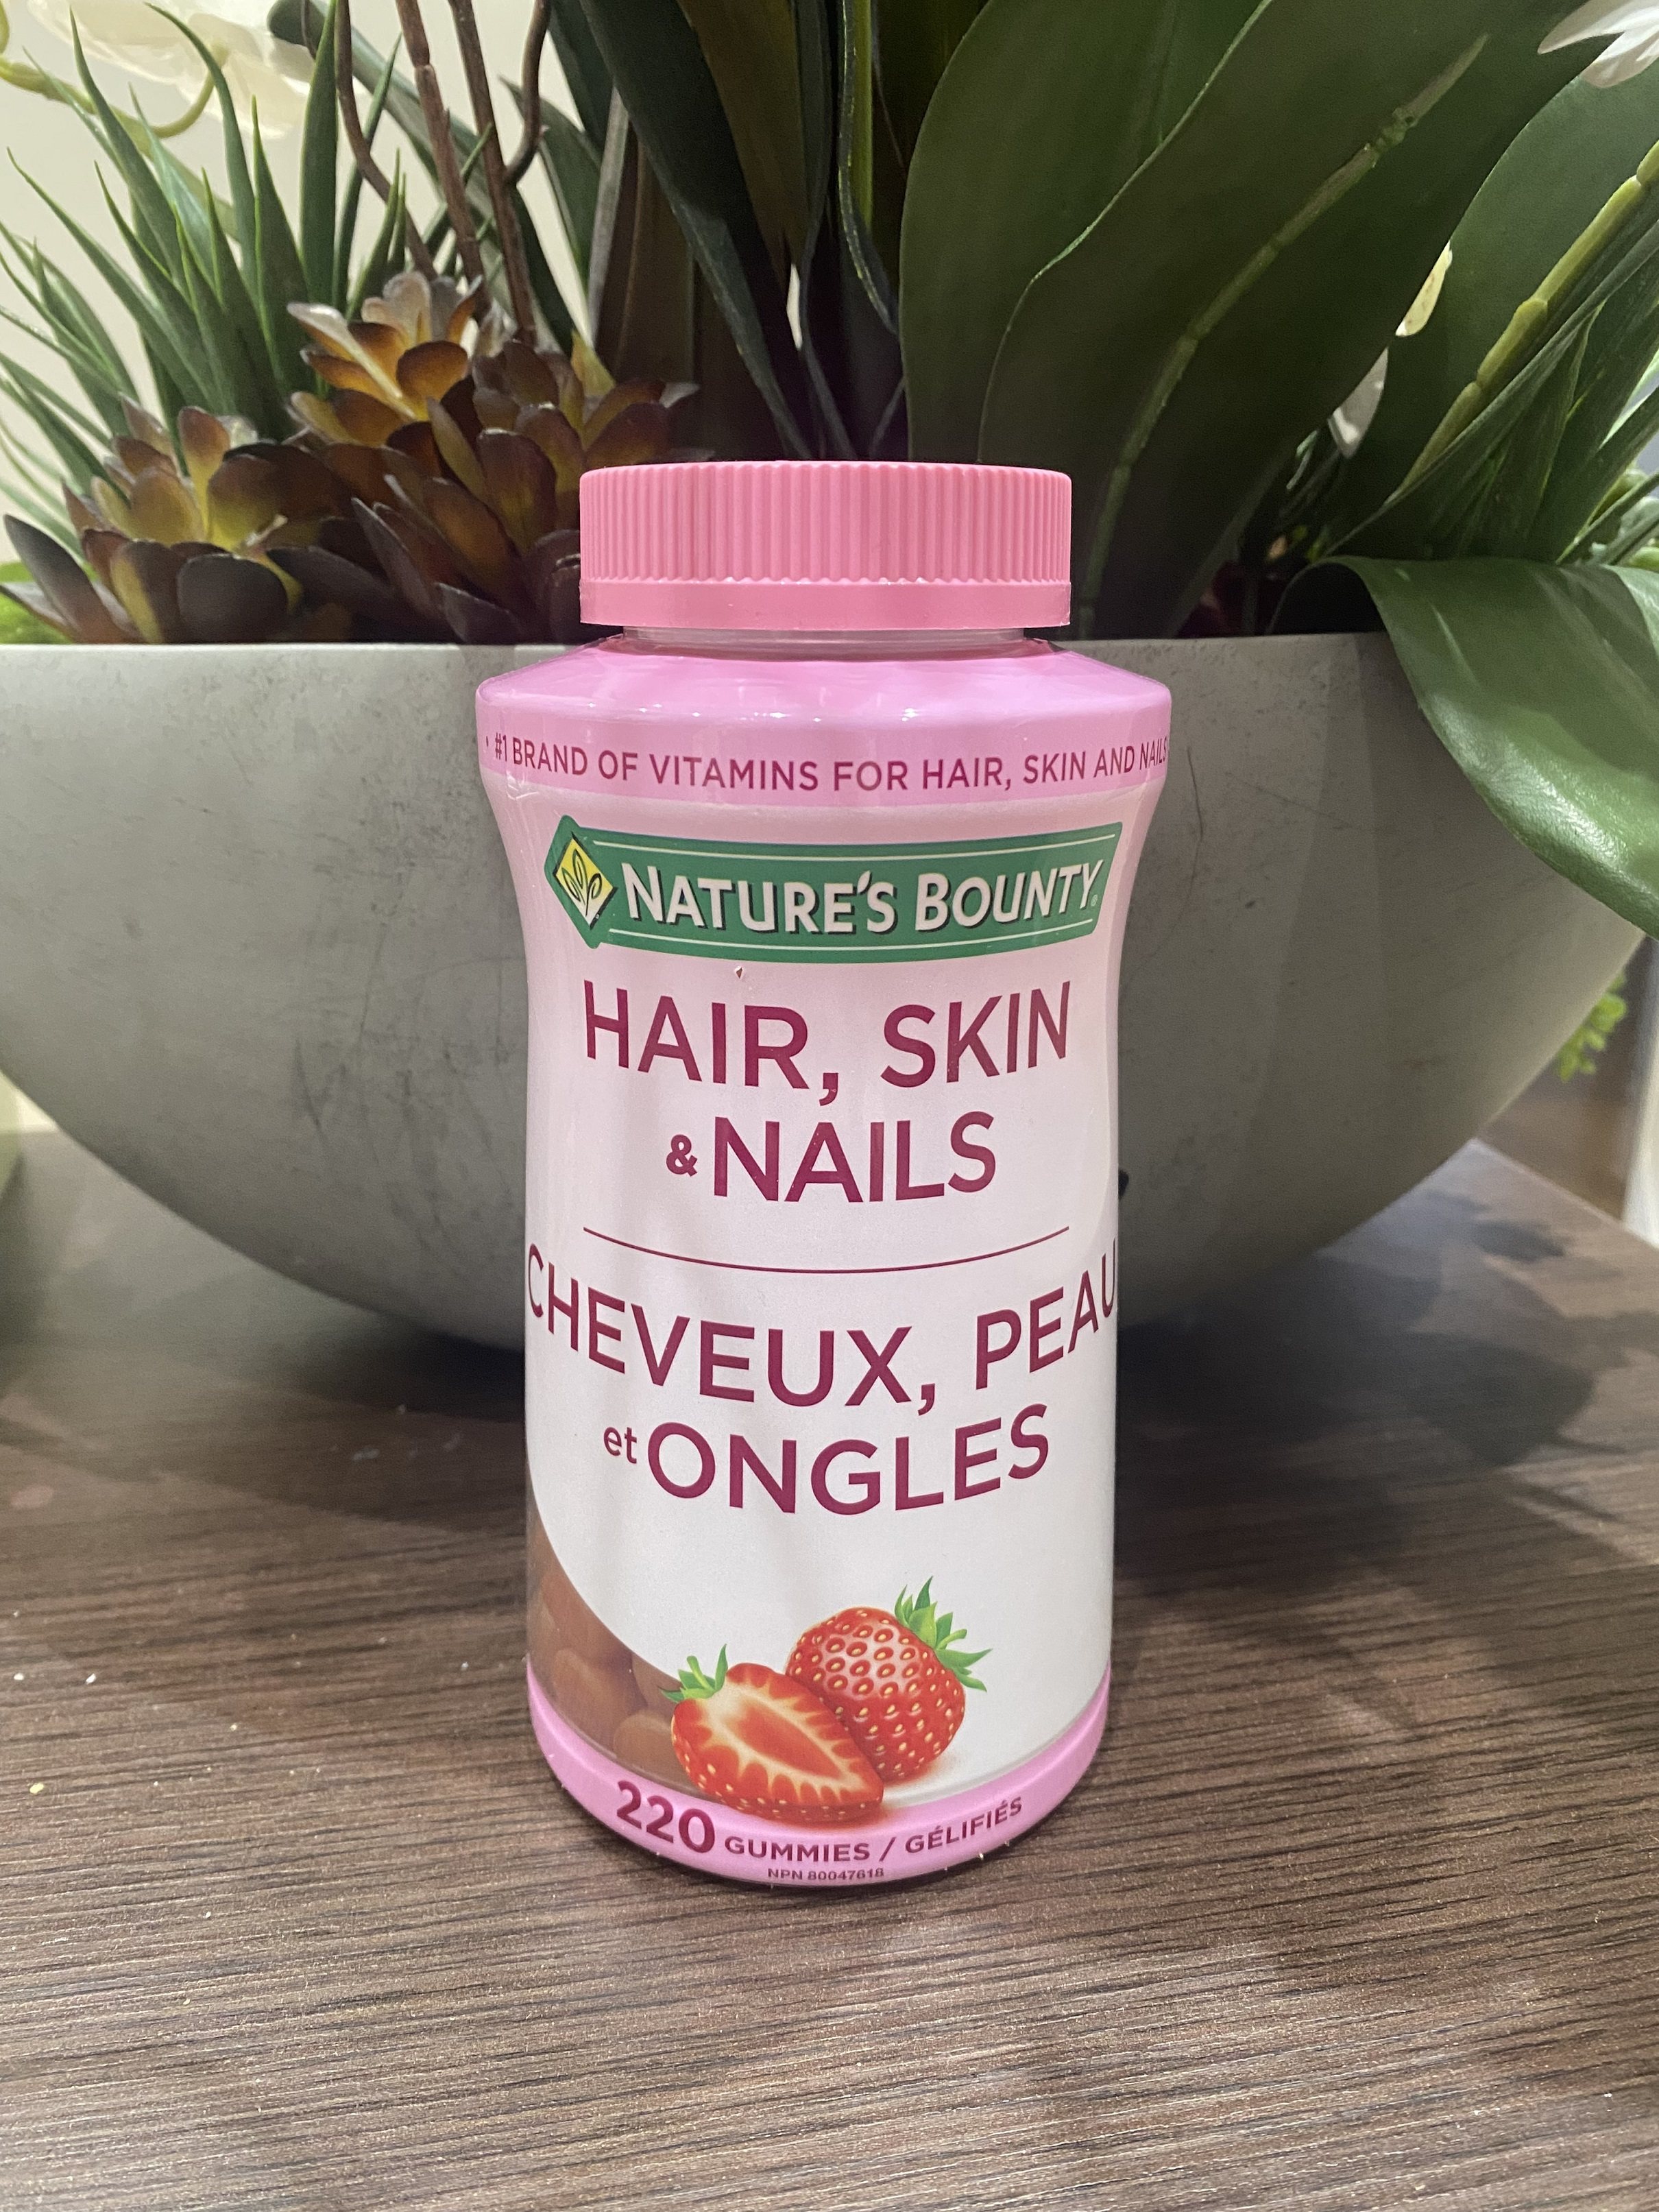 · #1 BRAND OF VITAMINS FOR HAIR, SKIN AND NAILS
NATURE'S BOUNTY®
HAIR, SKIN
& NAILS
CHEVEUX, PEAU
et ONGLES
220 GUMMIES / GÉLIFIÉS
NPN 80047618